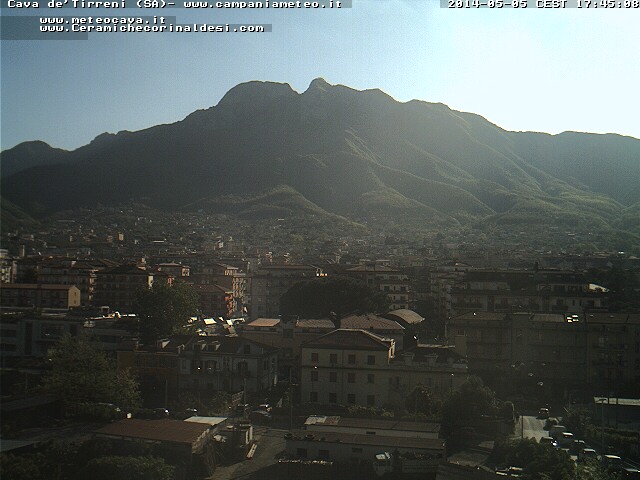 Cava de'Tirreni (SA)- www.campaniameteo.it
2014-05-05 CEST 17:45:08
www.meteocava.it
www.Ceramichecorinaldesi.com